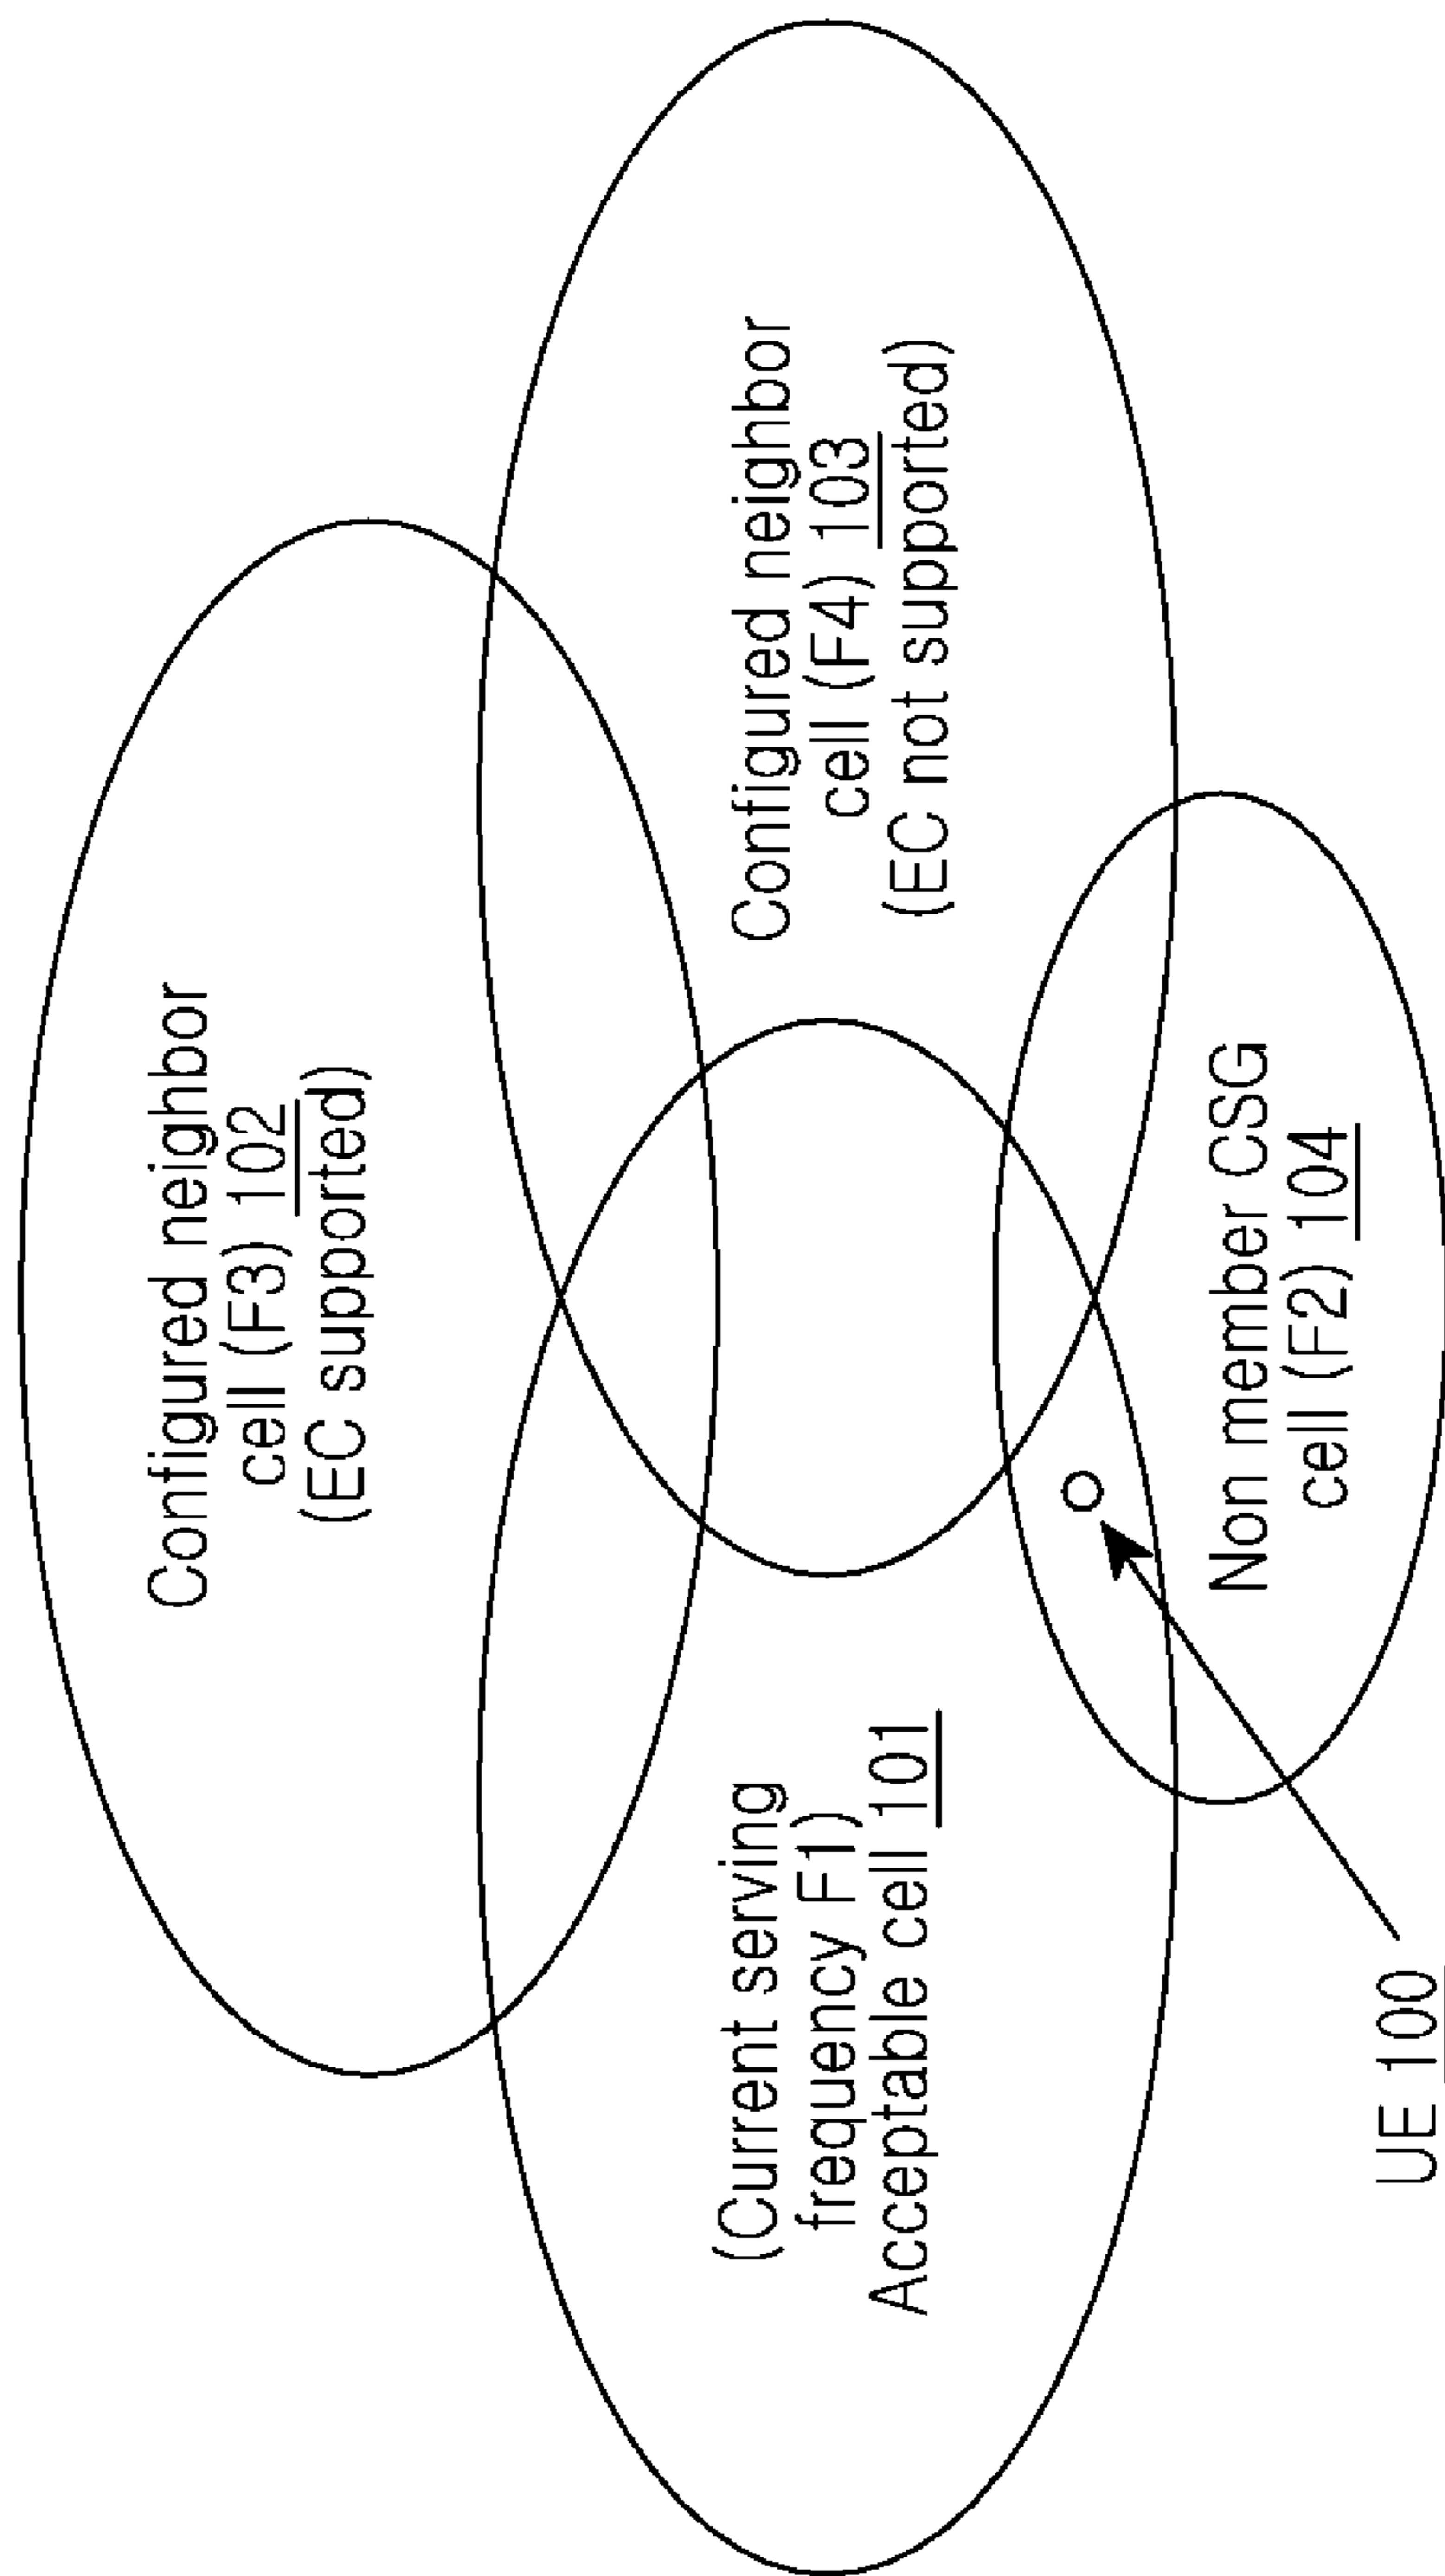 Configured neighbor
cell (F3) 102
(EC supported)
(Current serving
frequency F1)
Acceptable cell 101
Configured neighbor
cell (F4) 103
(EC not supported)
Non member CSG
cell (F2) 104
UE 100